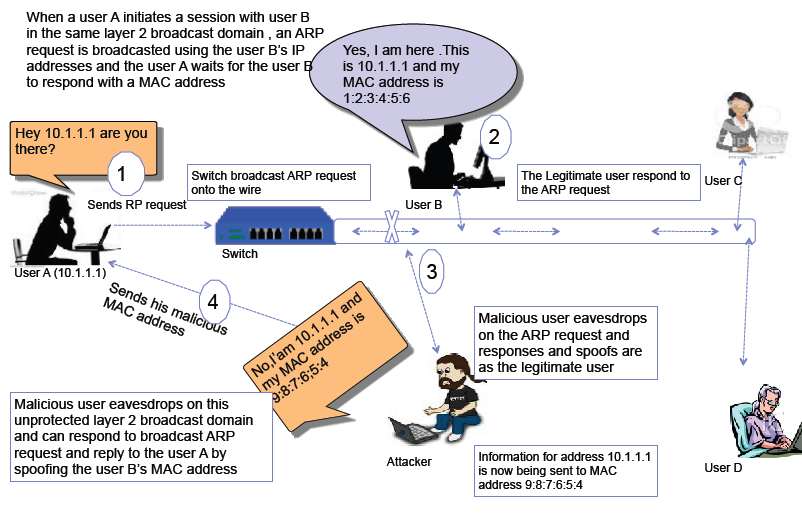 When a user A initiates a session with user B
in the same layer 2 broadcast domain , an ARP
request is broadcasted using the user B's IP
addresses and the user A waits for the user B
to respond with a MAC address
Yes, I am here .This
is 10.1.1.1 and my
MAC address is
1:2:3:4:5:6
Hey 10.1.1.1 are you
there?
1
Sends RP request
Switch broadcast ARP request
onto the wire
2
The Legitimate user respond to
the ARP request
User C
User B
Switch
User A (10.1.1.1)
3
4
Sends his malicious
MAC address
No,I'am 10.1.1.1 and
my MAC address is
9:8:7:6;5:4
Malicious user eavesdrops
on the ARP request and
responses and spoofs are
as the legitimate user
Malicious user eavesdrops on this
unprotected layer 2 broadcast domain
and can respond to broadcast ARP
request and reply to the user A by
spoofing the user B's MAC address
Attacker
Information for address 10.1.1.1
is now being sent to MAC
address 9:8:7:6:5:4
User D